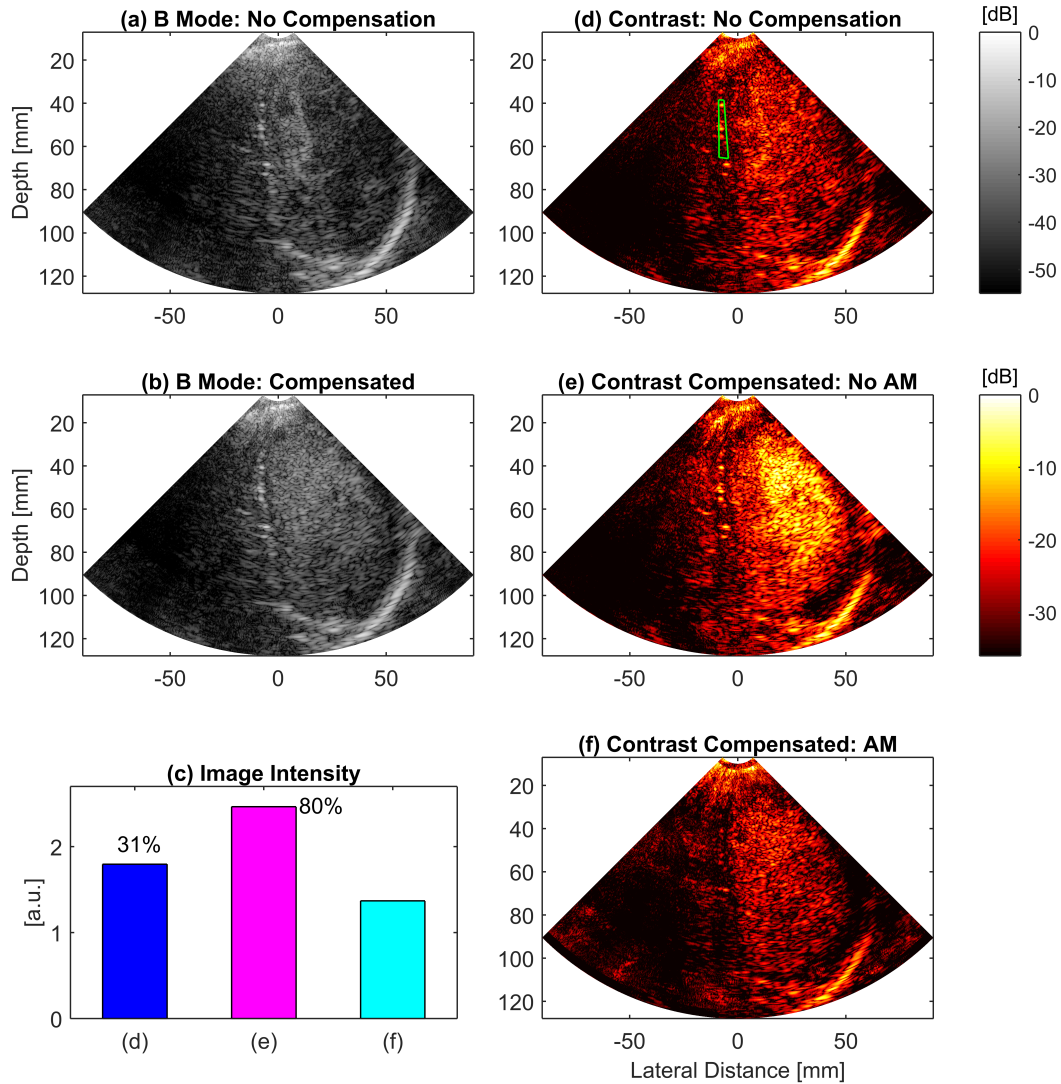 (a) B Mode: No Compensation
20
40
60
80
100
120
Depth [mm]
-50 0 50
(d) Contrast: No Compensation
20
40
60
80
100
120
-50 0 50
[dB]
0
-10
-20
-30
-40
-50
(b) B Mode: Compensated
20
40
60
80
100
120
Depth [mm]
-50 0 50
(e) Contrast Compensated: No AM
20
40
60
80
100
120
-50 0 50
[dB]
0
-10
-20
-30
(c) Image Intensity
2
1
0
[a.u.]
31%
80%
(d) (e) (f)
(f) Contrast Compensated: AM
20
40
60
80
100
120
-50 0 50
Lateral Distance [mm]